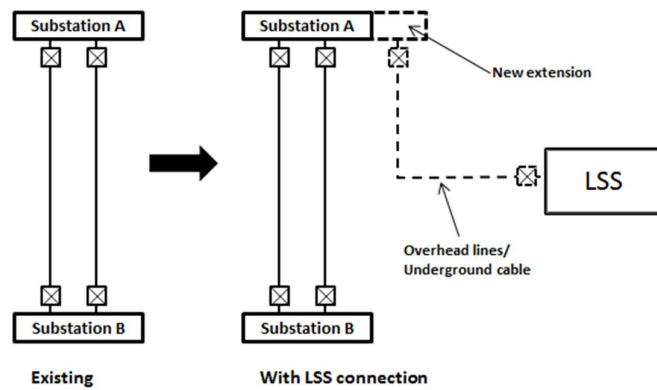 Substation A
Substation A
New extension
LSS
Overhead lines/
Underground cable
Substation B
Substation B
Existing
With LSS connection